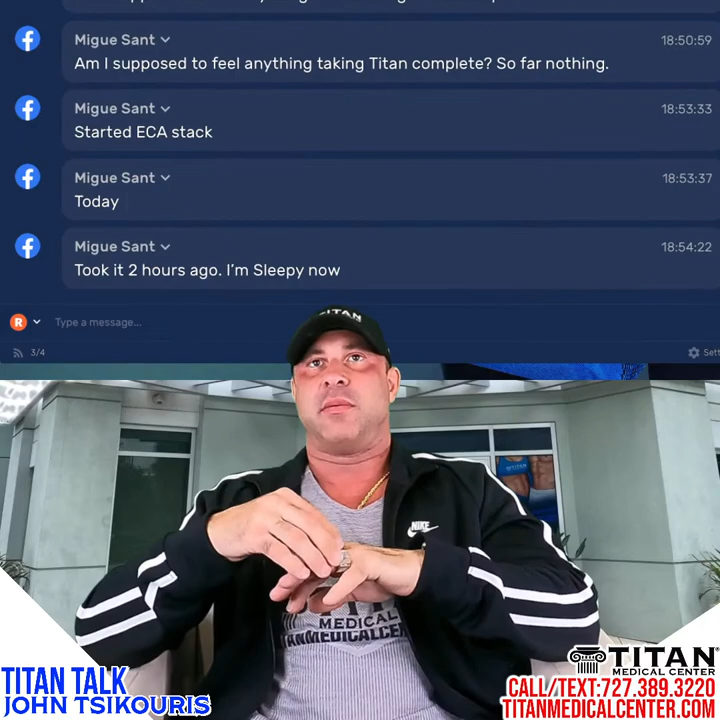 Migue Sant
18:50:59
Am I supposed to feel anything taking Titan complete? So far nothing.
Migue Sant
18:53:33
Started ECA stack
Migue Sant
18:53:37
Today
Migue Sant
18:54:22
Took it 2 hours ago. I'm Sleepy now
R
Type a message...
3/4
Sett
TITAN
NIKE
TITAN
MEDICAL
TITAN TALK
JOHN TSIKOURIS
TITAN
MEDICAL CENTER
CALL/TEXT:727.389.3220
TITANMEDICALCENTER.COM